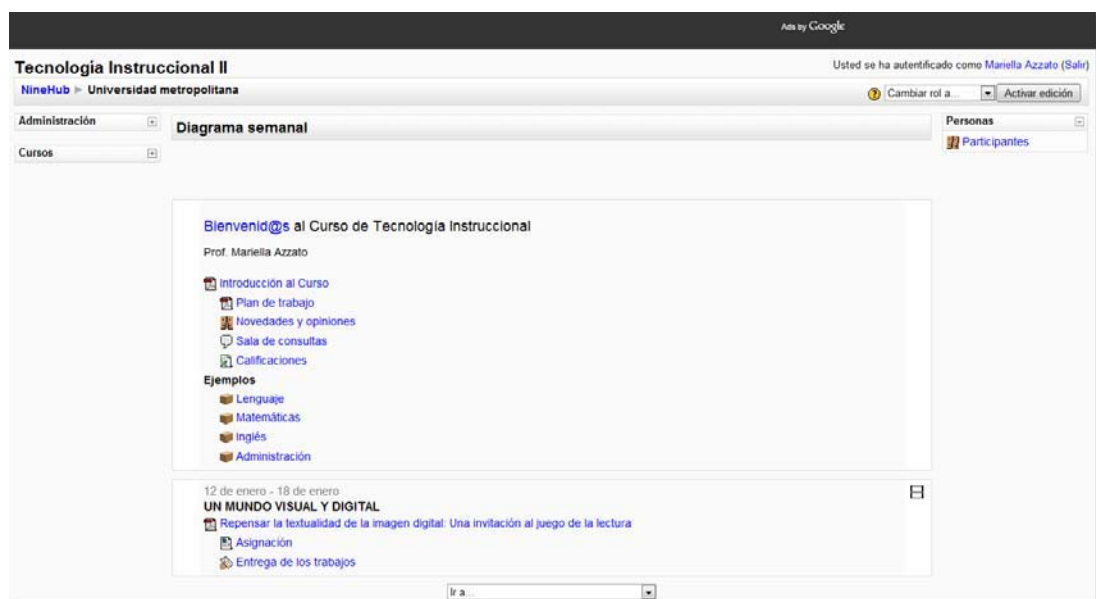 Ads by Google
Tecnología Instruccional II
Usted se ha autentificado como Mariella Azzato (Salir)
NineHub ► Universidad metropolitana
Cambiar rol a...
Activar edición
Administración
Cursos
Diagrama semanal
Personas
Participantes
Bienvenid@s al Curso de Tecnología Instruccional
Prof. Mariella Azzato
Introducción al Curso
Plan de trabajo
Novedades y opiniones
Sala de consultas
Calificaciones
Ejemplos
Lenguaje
Matemáticas
Inglés
Administración
12 de enero - 18 de enero
UN MUNDO VISUAL Y DIGITAL
Repensar la textualidad de la imagen digital: Una invitación al juego de la lectura
Asignación
Entrega de los trabajos
Ir a...